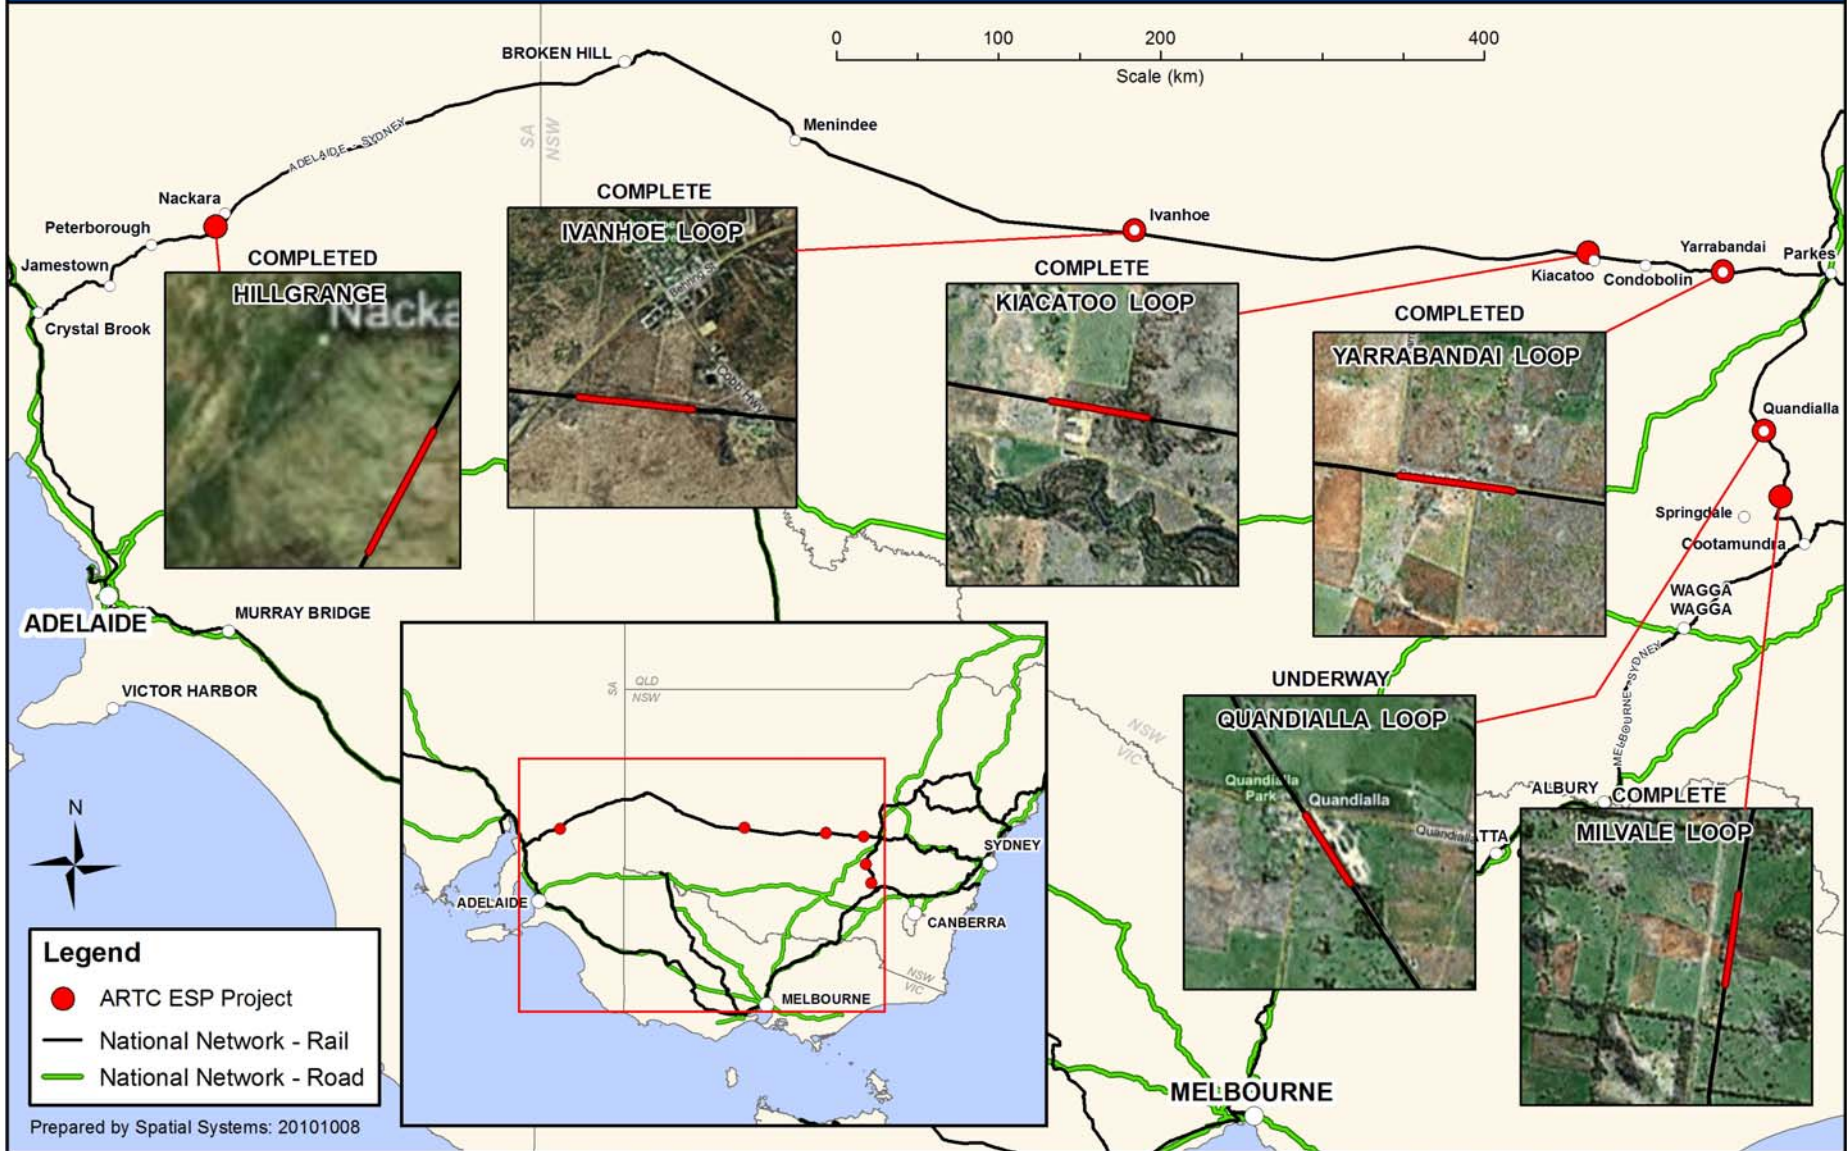 0 100 200 400
Scale (km)
BROKEN HILL
Menindee
ADELAIDE - SYDNEY
SA
NSW
Nackara
Peterborough
Jamestown
Crystal Brook
Ivanhoe
Kiacatoo
Condobolin
Yarrabandai
Parkes
COMPLETED
HILLGRANGE
Nacka
COMPLETE
IVANHOE LOOP
Cobb Hwy
COMPLETE
KIACATOO LOOP
COMPLETED
YARRABANDAI LOOP
Quandialla
Springdale
Cootamundra
WAGGA
WAGGA
MELBOURNE - SYDNEY
ADELAIDE
MURRAY BRIDGE
VICTOR HARBOR
NSW
VIC
UNDERWAY
QUANDIALLA LOOP
Quandialla
Park
Quandialla
Quandialla
TTA
ALBURY
COMPLETE
MILVALE LOOP
SA
QLD
NSW
SYDNEY
ADELAIDE
CANBERRA
NSW
VIC
MELBOURNE
MELBOURNE
N
Legend
ARTC ESP Project
National Network - Rail
National Network - Road
Prepared by Spatial Systems: 20101008